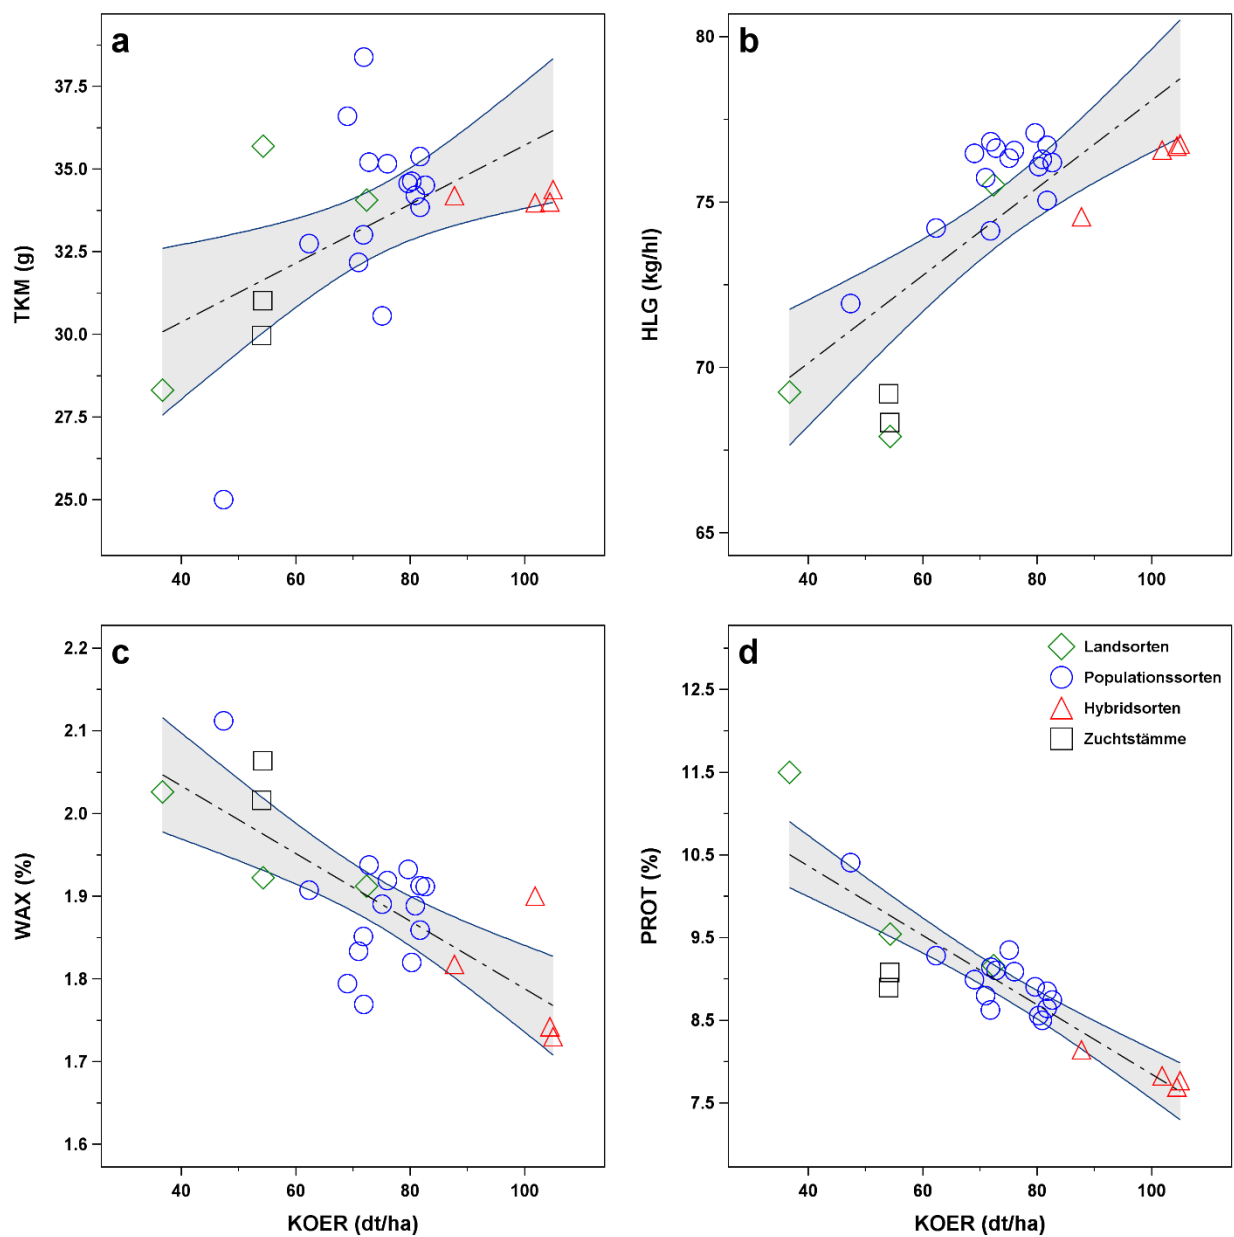 a
37.5
35.0
32.5
30.0
27.5
25.0
TKM (g)
40 60 80 100
b
80
75
70
65
HLG (kg/hl)
40 60 80 100
c
2.2
2.1
2.0
1.9
1.8
1.7
1.6
WAX (%)
40 60 80 100
KOER (dt/ha)
d
Landsorten
Populationssorten
Hybridsorten
Zuchtstämme
12.5
11.5
10.5
9.5
8.5
7.5
PROT (%)
40 60 80 100
KOER (dt/ha)